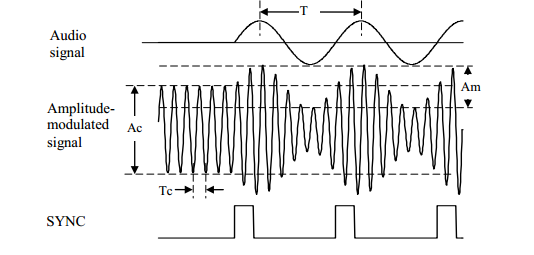 T
Audio
signal
Am
Amplitude-
modulated
signal
Ac
Tc
SYNC